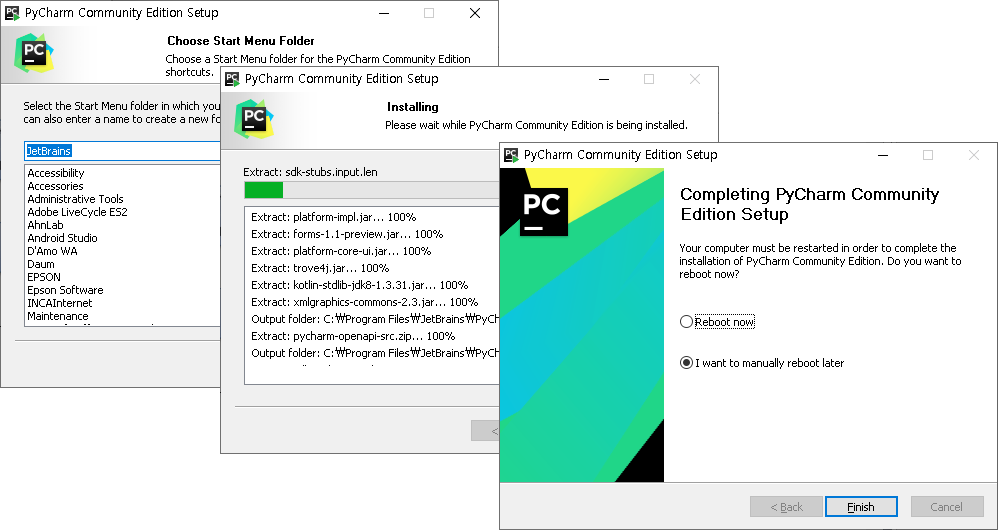 PyCharm Community Edition Setup
PC
Choose Start Menu Folder
Choose a Start Menu folder for the PyCharm Community Edition
shortcuts.
Select the Start Menu folder in which you
can also enter a name to create a new
JetBrains
Accessibility
Accessories
Administrative Tools
Adobe LiveCycle ES2
AhnLab
Android Studio
D'Amo WA
Daum
EPSON
Epson Software
INCAInternet
Maintenance
PyCharm Community Edition Setup
PC
Installing
Please wait while PyCharm Community Edition is being installed.
Extract: sdk-stubs.input.len
Extract: platform-impl.jar... 100%
Extract: forms-1.1-preview.jar... 100%
Extract: platform-core-ui.jar... 100%
Extract: trove4j.jar... 100%
Extract: kotlin-stdlib-jdk8-1.3.31.jar... 100%
Extract: xmlgraphics-commons-2.3.jar... 100%
Output folder: C:₩Program Files₩JetBrains₩PyCh
Extract: pycharm-openapi-src.zip... 100%
Output folder: C:₩Program Files₩JetBrains₩PyCh
<
PyCharm Community Edition Setup
PC
Completing PyCharm Community
Edition Setup
Your computer must be restarted in order to complete the
installation of PyCharm Community Edition. Do you want to
reboot now?
Reboot now
I want to manually reboot later
< Back
Finish
Cancel